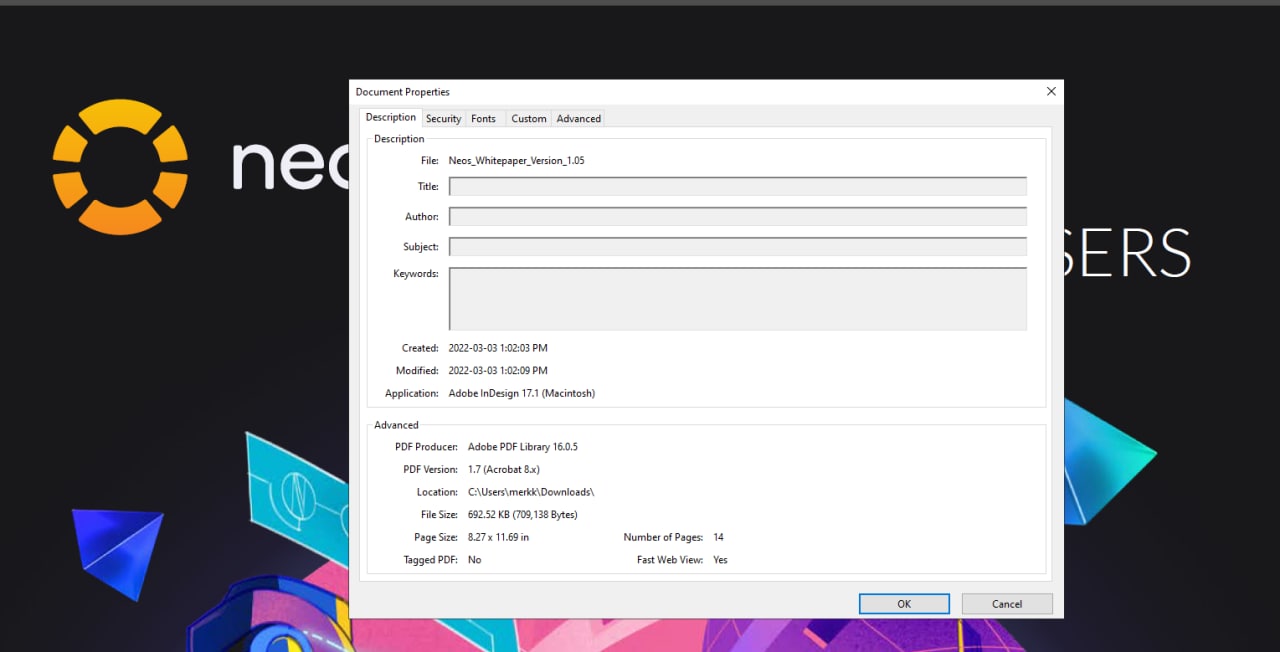 neo
SERS
Document Properties
Description Security Fonts Custom Advanced
Description
File: Neos_Whitepaper_Version_1.05
Title:
Author:
Subject:
Keywords:
Created: 2022-03-03 1:02:03 PM
Modified: 2022-03-03 1:02:09 PM
Application: Adobe InDesign 17.1 (Macintosh)
Advanced
PDF Producer: Adobe PDF Library 16.0.5
PDF Version: 1.7 (Acrobat 8.x)
Location: C:\Users\merkk\Downloads\
File Size: 692.52 KB (709,138 Bytes)
Page Size: 8.27 x 11.69 in Number of Pages: 14
Tagged PDF: No Fast Web View: Yes
OK Cancel